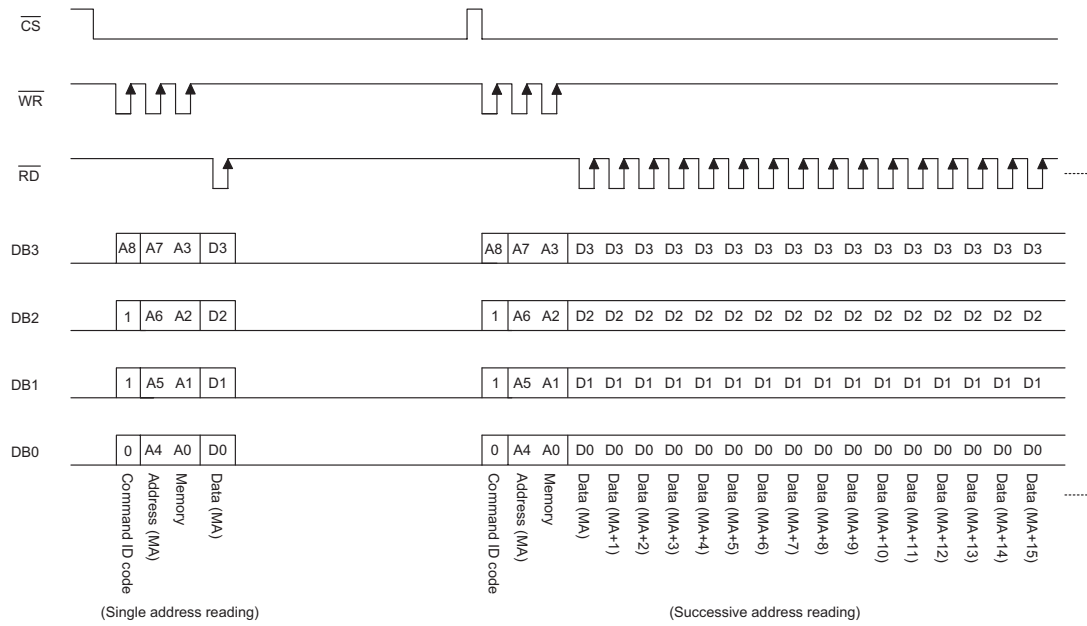 CS
WR
RD
DB3 A8 A7 A3 D3 A8 A7 A3 D3 D3 D3 D3 D3 D3 D3 D3 D3 D3 D3 D3 D3 D3 D3 D3
DB2 1 A6 A2 D2 1 A6 A2 D2 D2 D2 D2 D2 D2 D2 D2 D2 D2 D2 D2 D2 D2 D2 D2
DB1 1 A5 A1 D1 1 A5 A1 D1 D1 D1 D1 D1 D1 D1 D1 D1 D1 D1 D1 D1 D1 D1 D1
DB0 0 A4 A0 D0 0 A4 A0 D0 D0 D0 D0 D0 D0 D0 D0 D0 D0 D0 D0 D0 D0 D0 D0
Command ID code
Address (MA)
Memory
Data (MA)
Command ID code
Address (MA)
Memory
Data (MA)
Data (MA+1)
Data (MA+2)
Data (MA+3)
Data (MA+4)
Data (MA+5)
Data (MA+6)
Data (MA+7)
Data (MA+8)
Data (MA+9)
Data (MA+10)
Data (MA+11)
Data (MA+12)
Data (MA+13)
Data (MA+14)
Data (MA+15)
(Single address reading)
(Successive address reading)